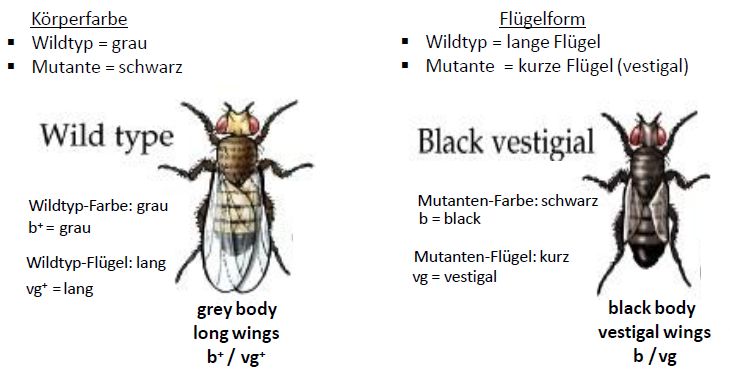 Körperfarbe
▪ Wildtyp = grau
▪ Mutante = schwarz
Wild type
Wildtyp-Farbe: grau
b⁺ = grau
Wildtyp-Flügel: lang
vg⁺ = lang
grey body
long wings
b⁺ / vg⁺
Flügelform
▪ Wildtyp = lange Flügel
▪ Mutante = kurze Flügel (vestigal)
Black vestigial
Mutanten-Farbe: schwarz
b = black
Mutanten-Flügel: kurz
vg = vestigal
black body
vestigal wings
b /vg